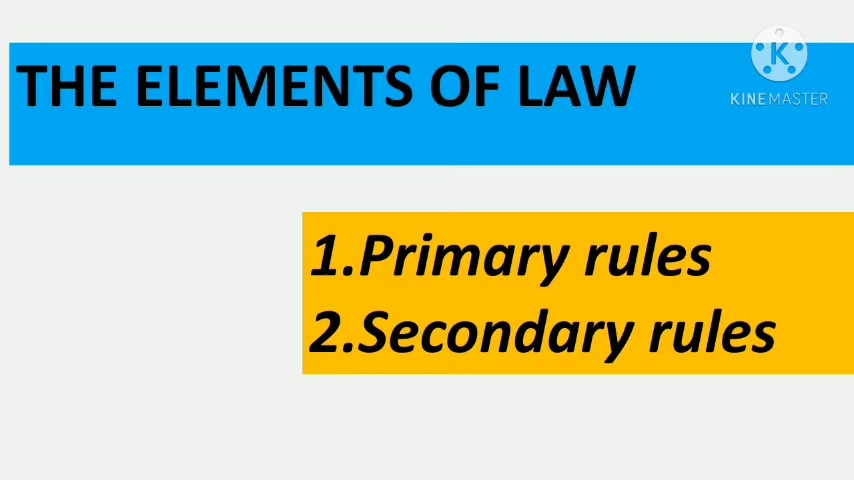 THE ELEMENTS OF LAW
KINEMASTER
1.Primary rules
2.Secondary rules